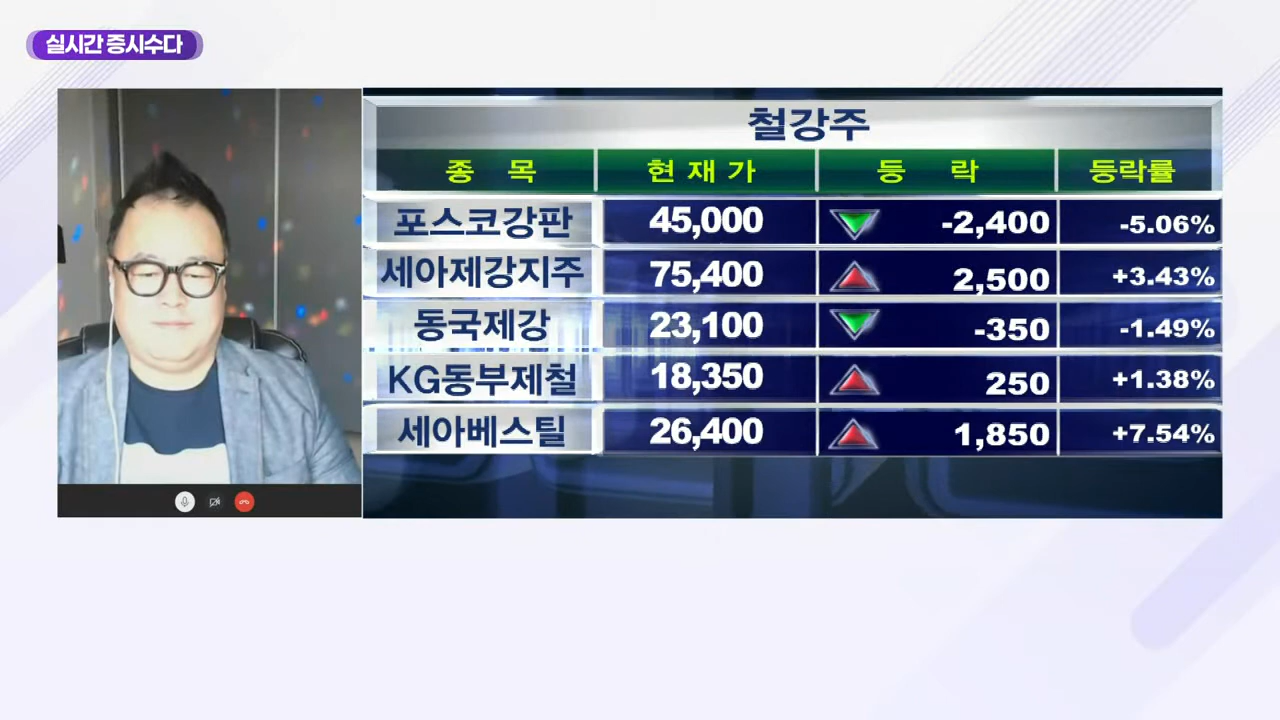 실시간 증시수다
철강주
종 목 현 재 가 등 락 등락률
포스코강판 45,000 -2,400 -5.06%
세아제강지주 75,400 2,500 +3.43%
동국제강 23,100 -350 -1.49%
KG동부제철 18,350 250 +1.38%
세아베스틸 26,400 1,850 +7.54%